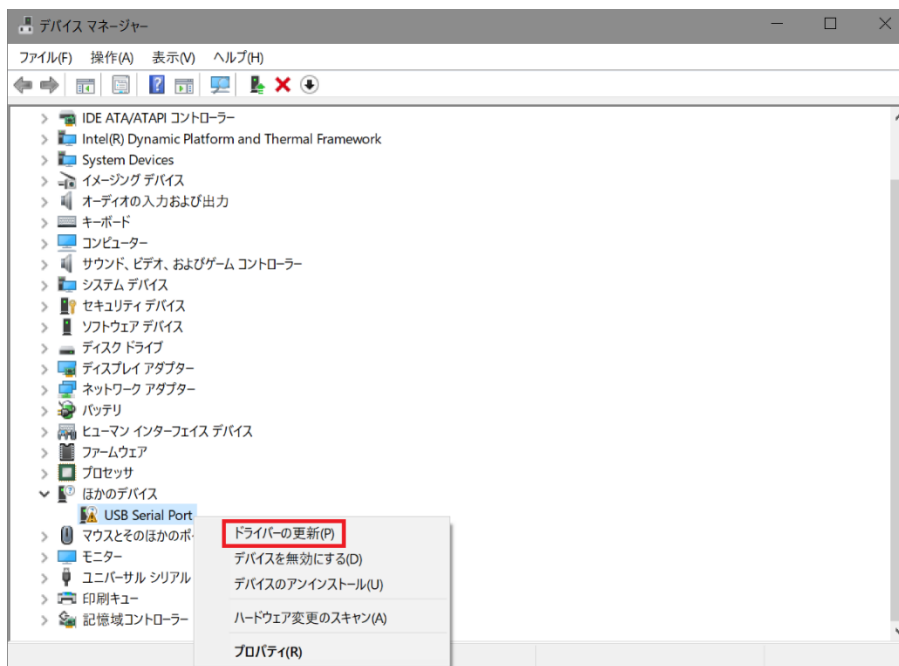 デバイス マネージャー
ファイル(F) 操作(A) 表示(V) ヘルプ(H)
IDE ATA/ATAPI コントローラー
Intel(R) Dynamic Platform and Thermal Framework
System Devices
イメージング デバイス
オーディオの入力および出力
キーボード
コンピューター
サウンド、ビデオ、およびゲーム コントローラー
システム デバイス
セキュリティ デバイス
ソフトウェア デバイス
ディスク ドライブ
ディスプレイ アダプター
ネットワーク アダプター
バッテリ
ヒューマン インターフェイス デバイス
ファームウェア
プロセッサ
ほかのデバイス
USB Serial Port
マウスとそのほかのポ
モニター
ユニバーサル シリアル
印刷キュー
記憶域コントローラー
ドライバーの更新(P)
デバイスを無効にする(D)
デバイスのアンインストール(U)
ハードウェア変更のスキャン(A)
プロパティ(R)